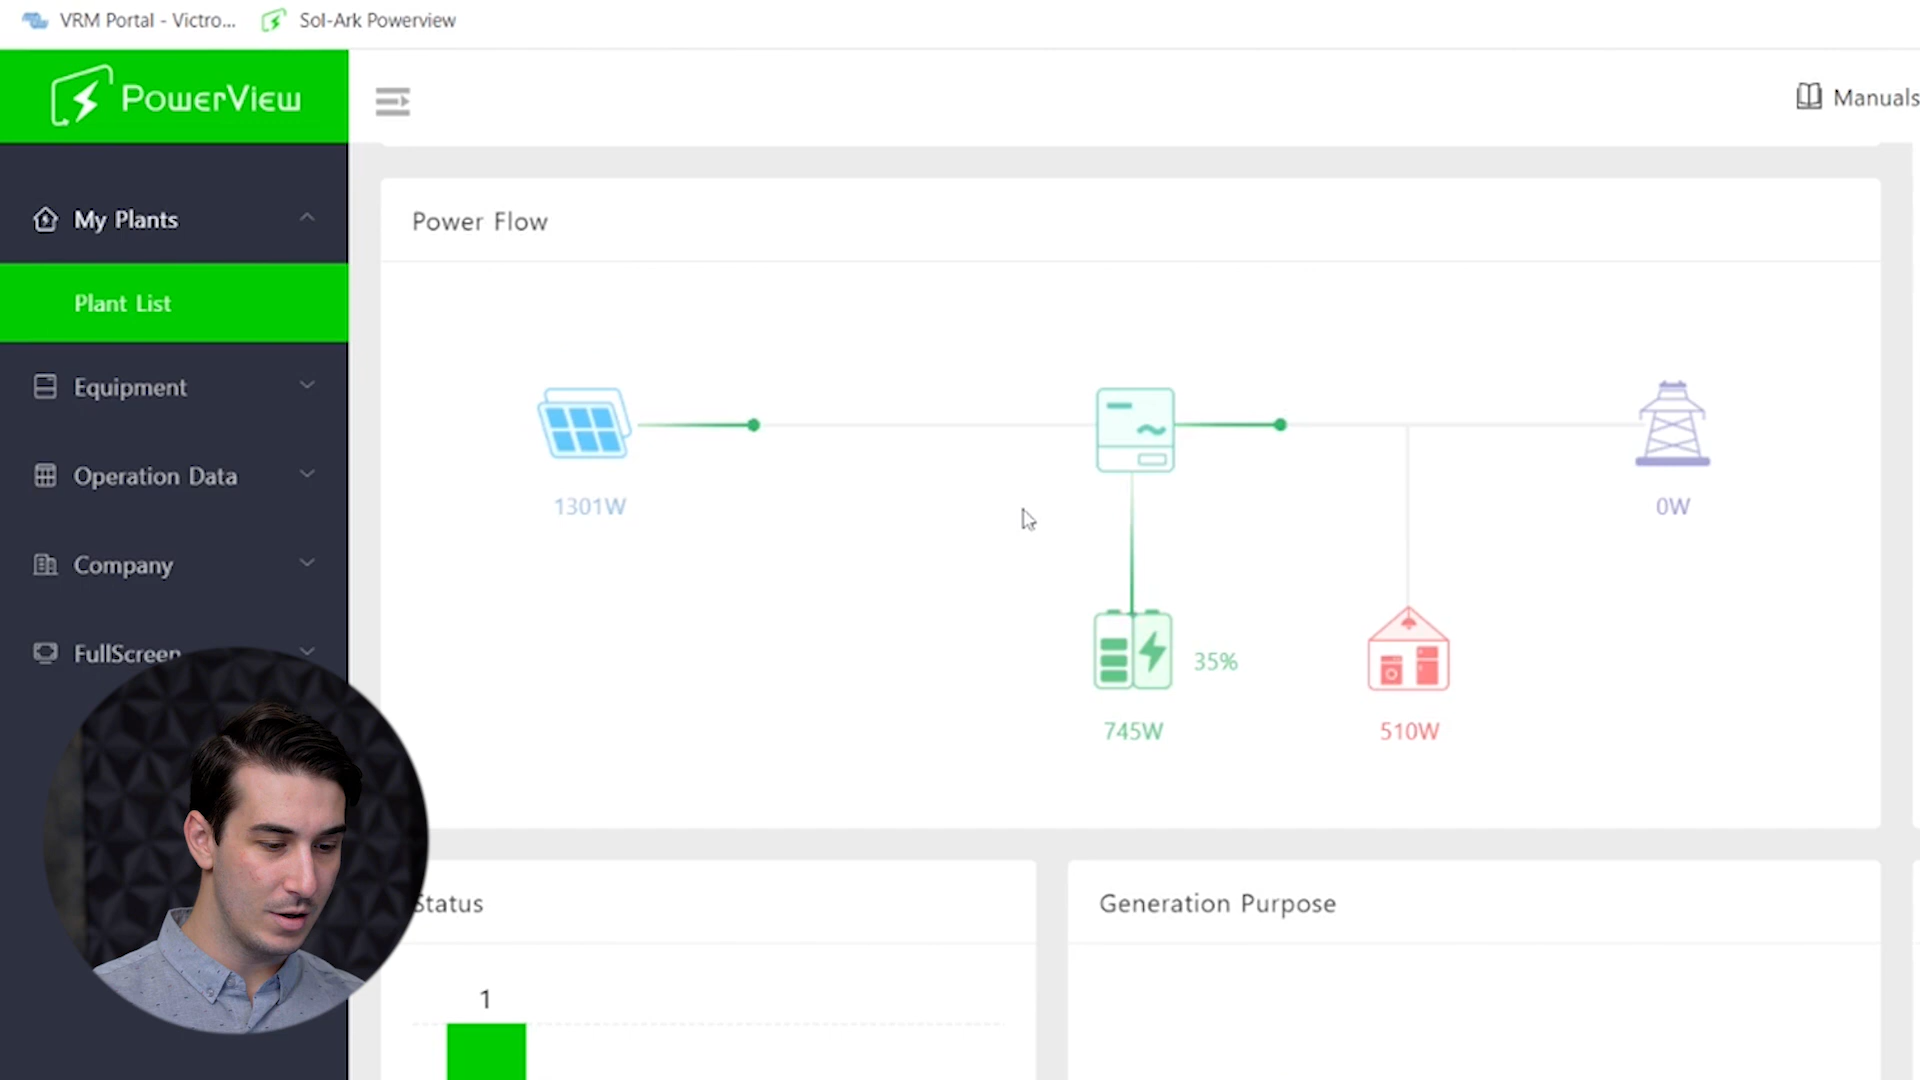 VRM Portal - Victro...
Sol-Ark Powerview
PowerView
Manuals
My Plants
Plant List
Equipment
Operation Data
Company
FullScreen
Power Flow
1301W
0W
35%
745W
510W
Status
Generation Purpose
1